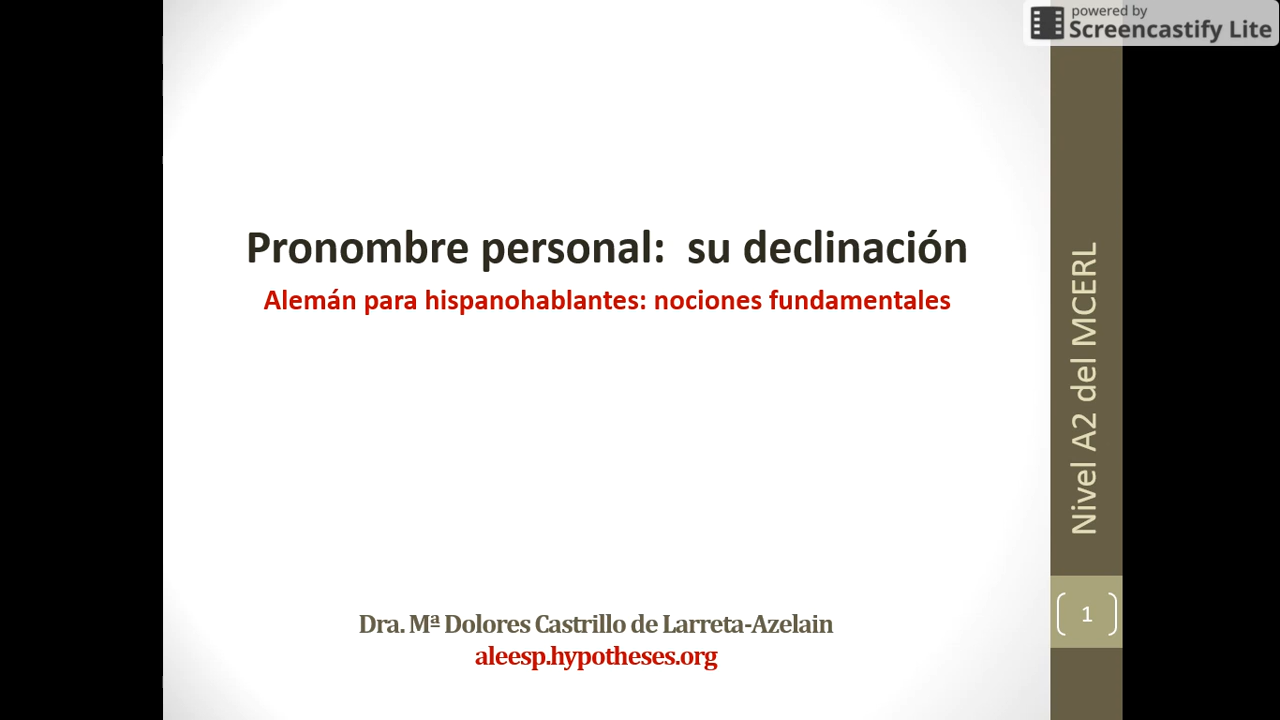 powered by
Screencastify Lite
Pronombre personal:  su declinación
Alemán para hispanohablantes: nociones fundamentales
Nivel A2 del MCERL
1
Dra. Mª Dolores Castrillo de Larreta-Azelain
aleesp.hypotheses.org